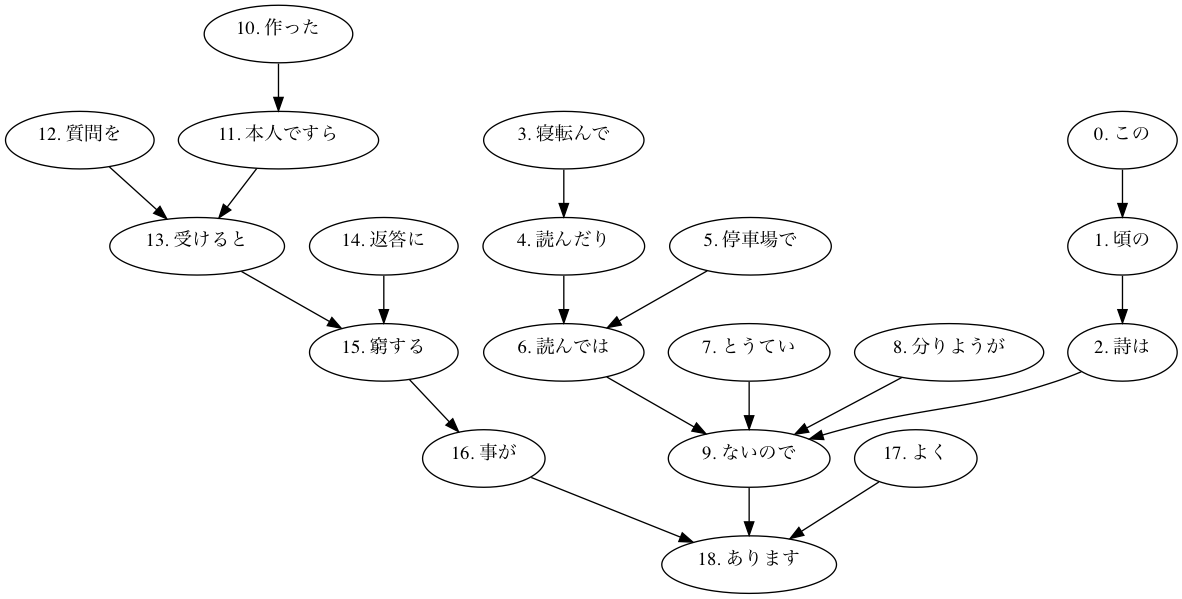 10. 作った
12. 質問を
11. 本人ですら
3. 寝転んで
0. この
13. 受けると
14. 返答に
4. 読んだり
5. 停車場で
1. 頃の
15. 窮する
6. 読んでは
7. とうてい
8. 分りようが
2. 詩は
16. 事が
9. ないので
17. よく
18. あります